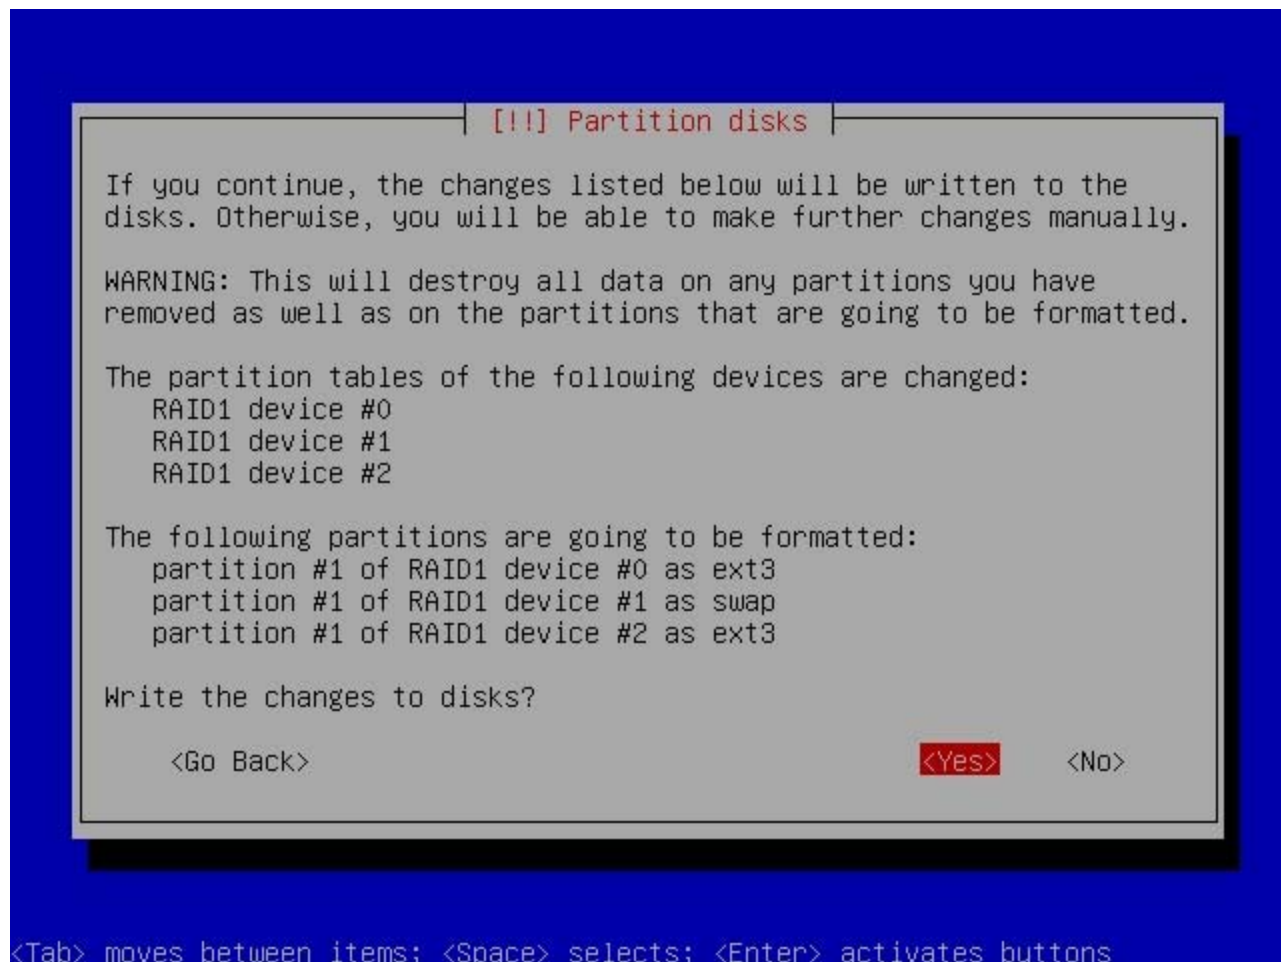 [!!] Partition disks
If you continue, the changes listed below will be written to the
disks. Otherwise, you will be able to make further changes manually.
WARNING: This will destroy all data on any partitions you have
removed as well as on the partitions that are going to be formatted.
The partition tables of the following devices are changed:
RAID1 device #0
RAID1 device #1
RAID1 device #2
The following partitions are going to be formatted:
partition #1 of RAID1 device #0 as ext3
partition #1 of RAID1 device #1 as swap
partition #1 of RAID1 device #2 as ext3
Write the changes to disks?
<Go Back> <Yes> <No>
<Tab> moves between items; <Space> selects; <Enter> activates buttons